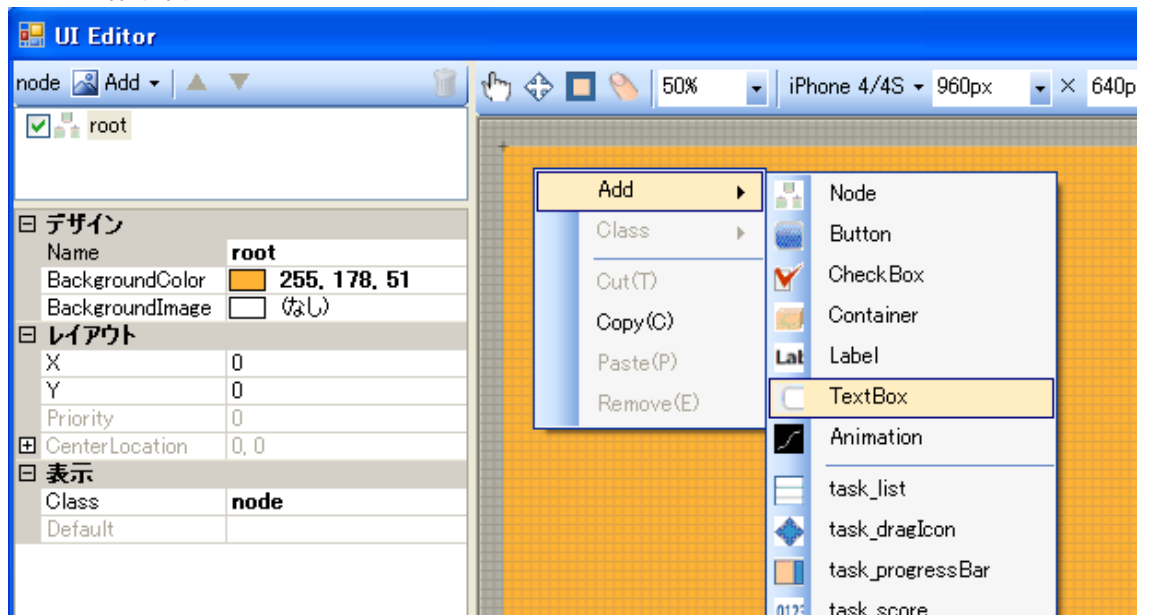 UI Editor
node Add
50% iPhone 4/4S 960px × 640p
root
デザイン
Name root
BackgroundColor 255, 178, 51
BackgroundImage (なし)
レイアウト
X 0
Y 0
Priority 0
CenterLocation 0, 0
表示
Class node
Default
Add
Class
Cut(T)
Copy(C)
Paste(P)
Remove(E)
Node
Button
CheckBox
Container
Lab Label
TextBox
Animation
task_list
task_dragIcon
task_progressBar
0123 task_score